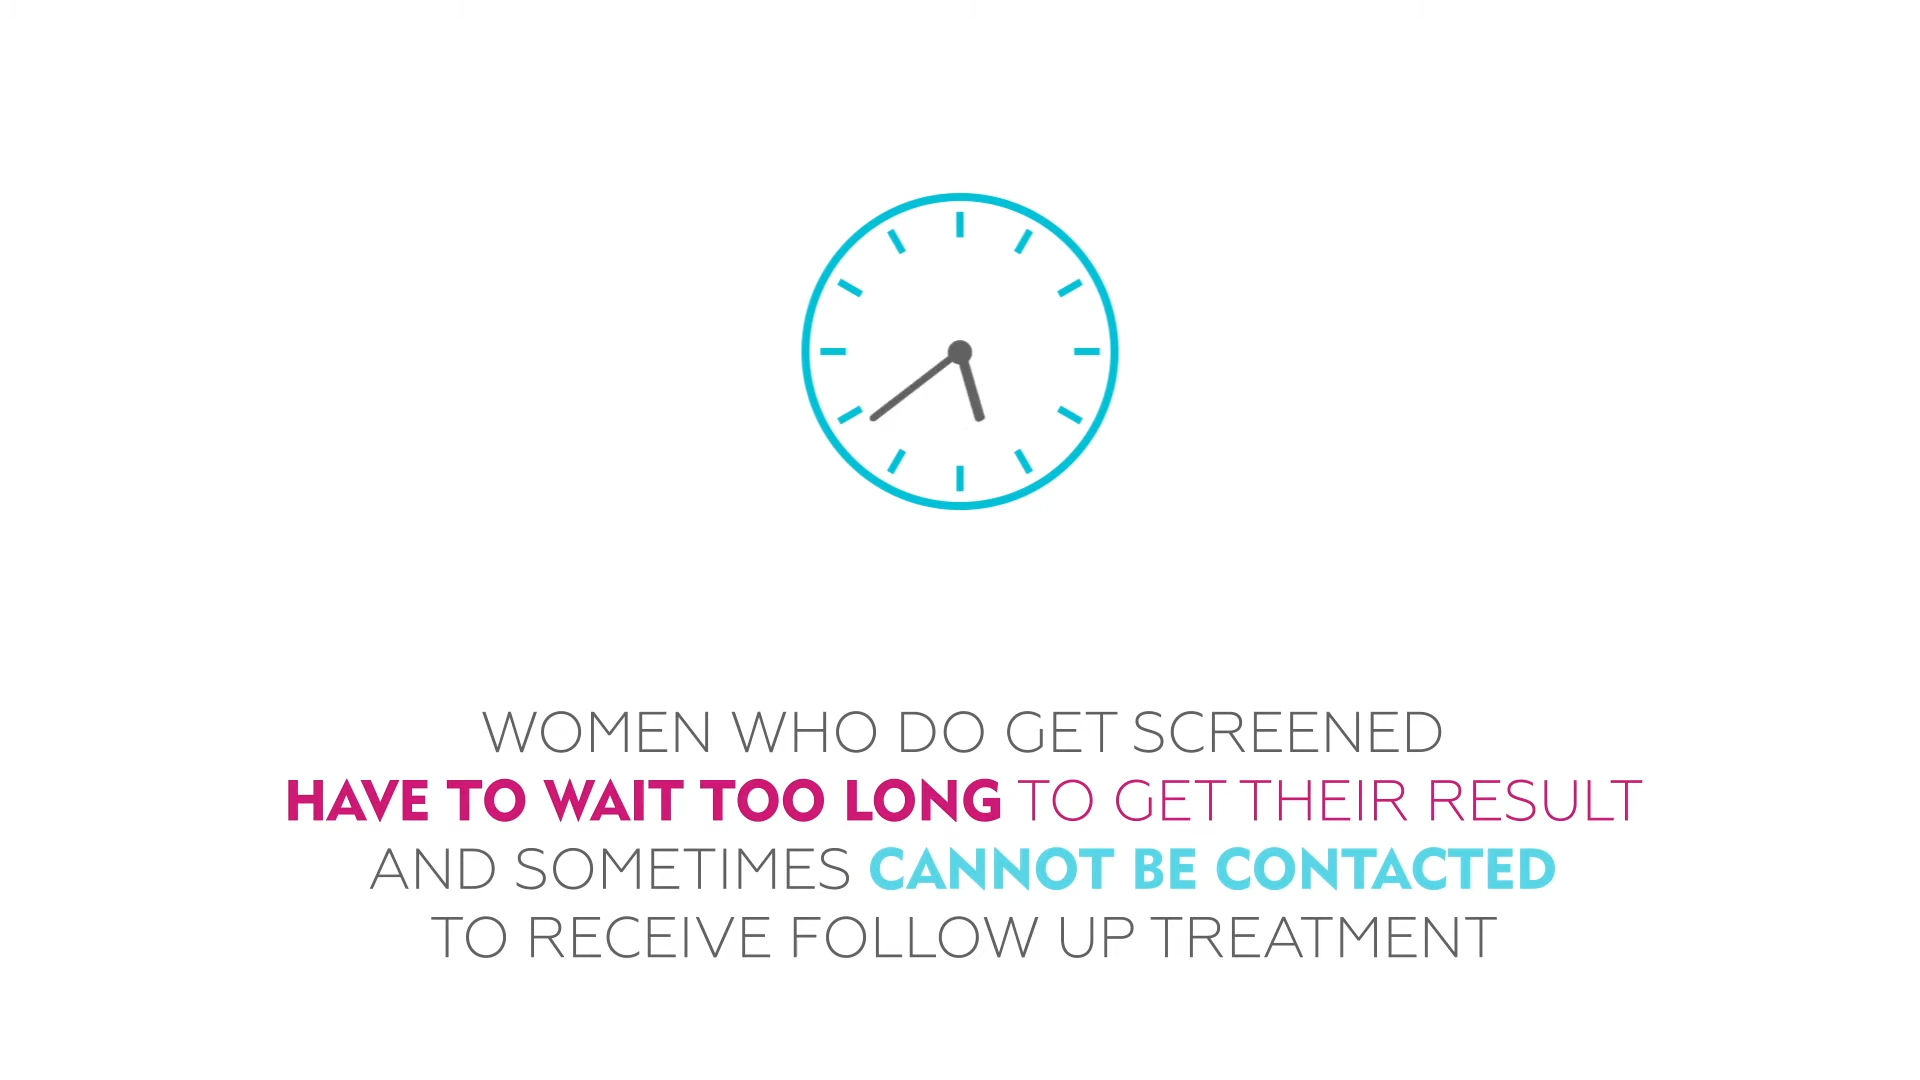 WOMEN WHO DO GET SCREENED
HAVE TO WAIT TOO LONG TO GET THEIR RESULT
AND SOMETIMES CANNOT BE CONTACTED
TO RECEIVE FOLLOW UP TREATMENT